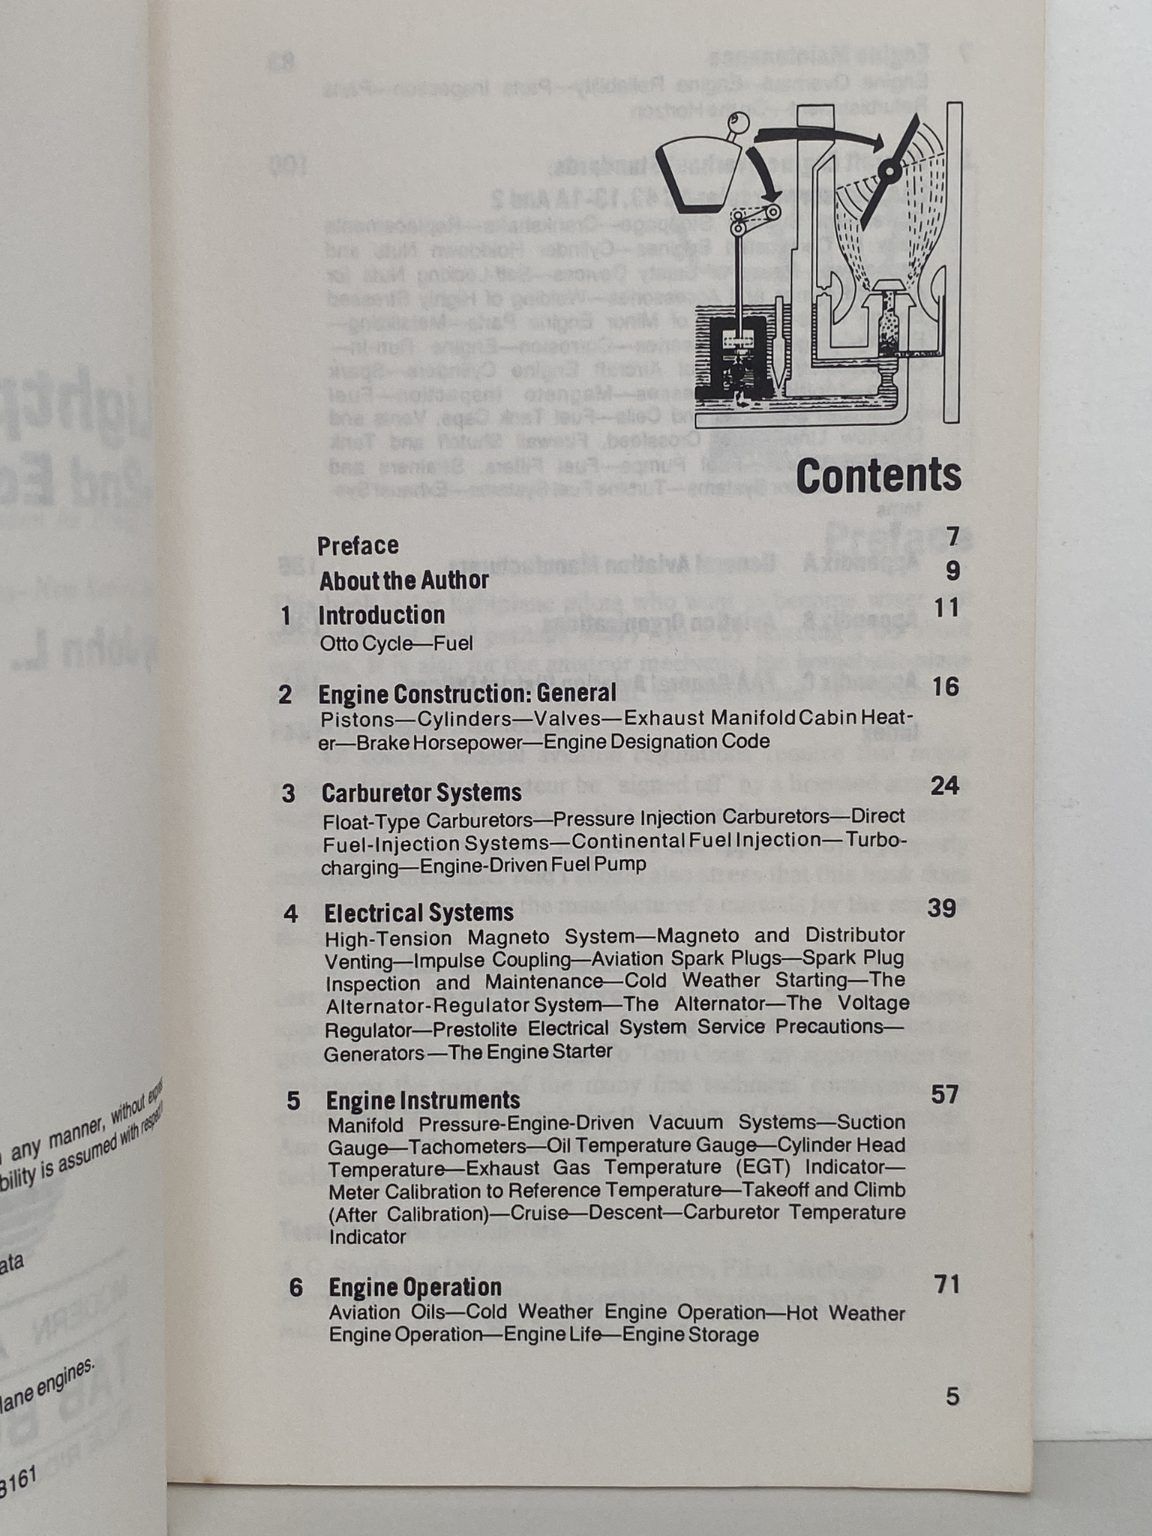 Contents
Preface 7
About the Author 9
1 Introduction 11
Otto Cycle—Fuel
2 Engine Construction: General 16
Pistons—Cylinders—Valves—Exhaust Manifold Cabin Heat-
er—Brake Horsepower—Engine Designation Code
3 Carburetor Systems 24
Float-Type Carburetors—Pressure Injection Carburetors—Direct
Fuel-Injection Systems—Continental Fuel Injection—Turbo-
charging—Engine-Driven Fuel Pump
4 Electrical Systems 39
High-Tension Magneto System—Magneto and Distributor
Venting—Impulse Coupling—Aviation Spark Plugs—Spark Plug
Inspection and Maintenance—Cold Weather Starting—The
Alternator-Regulator System—The Alternator—The Voltage
Regulator—Prestolite Electrical System Service Precautions—
Generators—The Engine Starter
5 Engine Instruments 57
Manifold Pressure-Engine-Driven Vacuum Systems—Suction
Gauge—Tachometers—Oil Temperature Gauge—Cylinder Head
Temperature—Exhaust Gas Temperature (EGT) Indicator—
Meter Calibration to Reference Temperature—Takeoff and Climb
(After Calibration)—Cruise—Descent—Carburetor Temperature
Indicator
6 Engine Operation 71
Aviation Oils—Cold Weather Engine Operation—Hot Weather
Engine Operation—Engine Life—Engine Storage
5
any manner, without
bility is assumed with
ata
lane engines.
3161